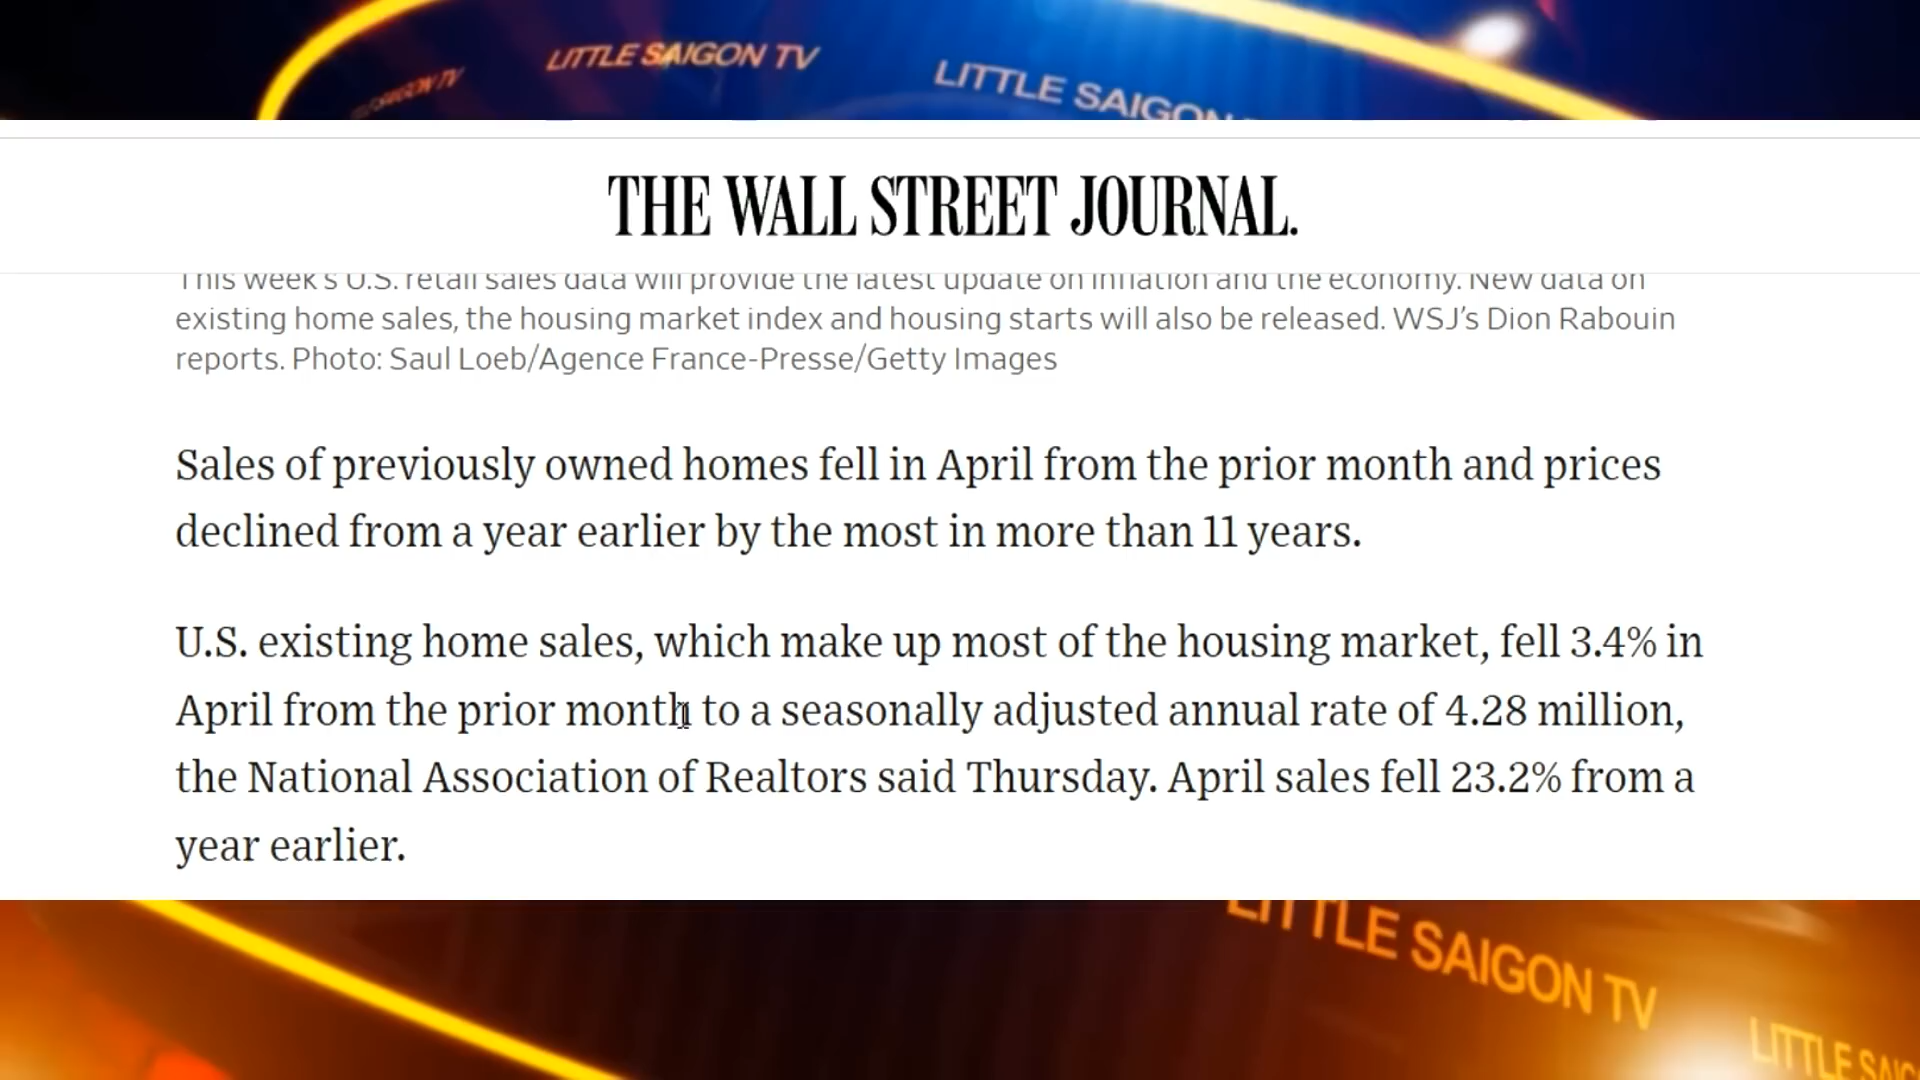 LITTLE SAIGON TV
LITTLE SAIGON
THE WALL STREET JOURNAL.
This week's U.S. retail sales data will provide the latest update on inflation and the economy. New data on
existing home sales, the housing market index and housing starts will also be released. WSJ’s Dion Rabouin
reports. Photo: Saul Loeb/Agence France-Presse/Getty Images
Sales of previously owned homes fell in April from the prior month and prices
declined from a year earlier by the most in more than 11 years.
U.S. existing home sales, which make up most of the housing market, fell 3.4% in
April from the prior month to a seasonally adjusted annual rate of 4.28 million,
the National Association of Realtors said Thursday. April sales fell 23.2% from a
year earlier.
LITTLE SAIGON TV
LITTLE